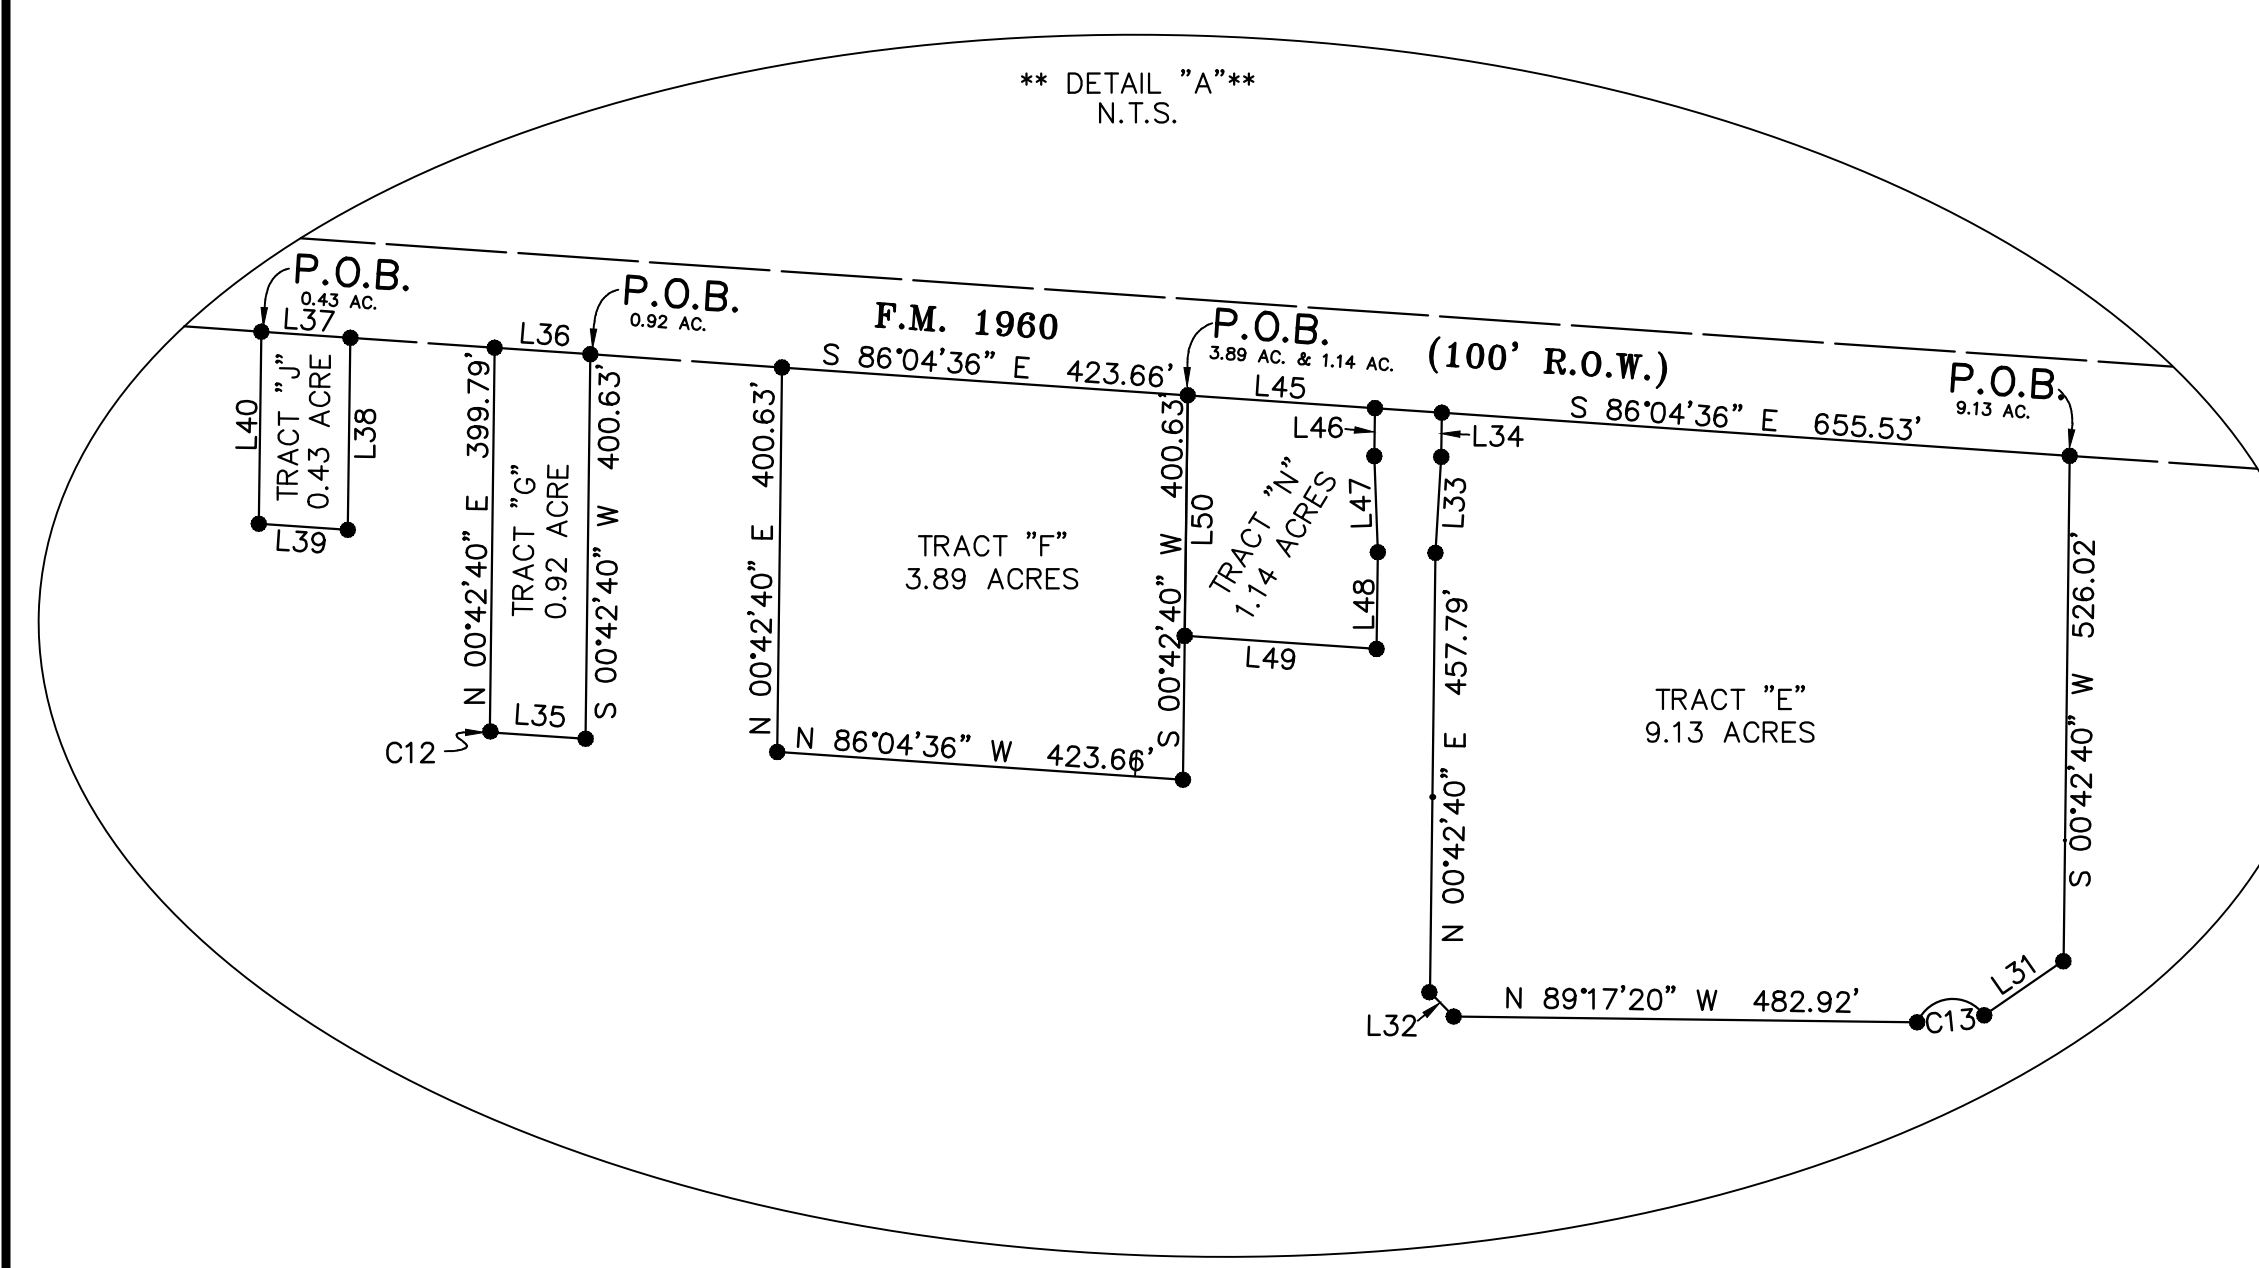 ** DETAIL "A"**
N.T.S.
P.O.B.
0.43 AC.
L37
L40
TRACT "J"
0.43 ACRE
L38
L39
P.O.B.
0.92 AC.
L36
N 00°42'40" E 399.79'
TRACT "G"
0.92 ACRE
S 00°42'40" W 400.63'
L35
C12
F.M. 1960
(100' R.O.W.)
S 86°04'36" E 423.66'
N 00°42'40" E 400.63'
TRACT "F"
3.89 ACRES
S 00°42'40" W 400.63'
N 86°04'36" W 423.66'
P.O.B.
3.89 AC. & 1.14 AC.
L45
L46
L47
L48
L49
L50
TRACT "N"
1.14 ACRES
L34
L33
S 86°04'36" E 655.53'
P.O.B.
9.13 AC.
N 00°42'40" E 457.79'
TRACT "E"
9.13 ACRES
S 00°42'40" W 526.02'
L31
C13
N 89°17'20" W 482.92'
L32